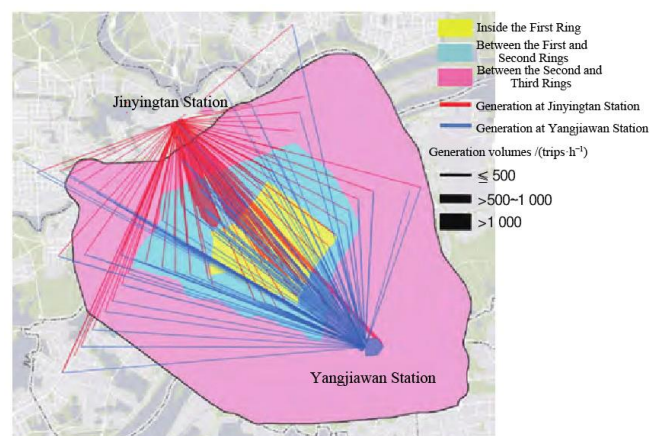 Inside the First Ring
Between the First and
Second Rings
Between the Second and
Third Rings
Jinyingtan Station
Generation at Jinyingtan Station
Generation at Yangjiawan Station
Generation volumes /(trips·h⁻¹)
≦ 500
>500~1 000
>1 000
Yangjiawan Station